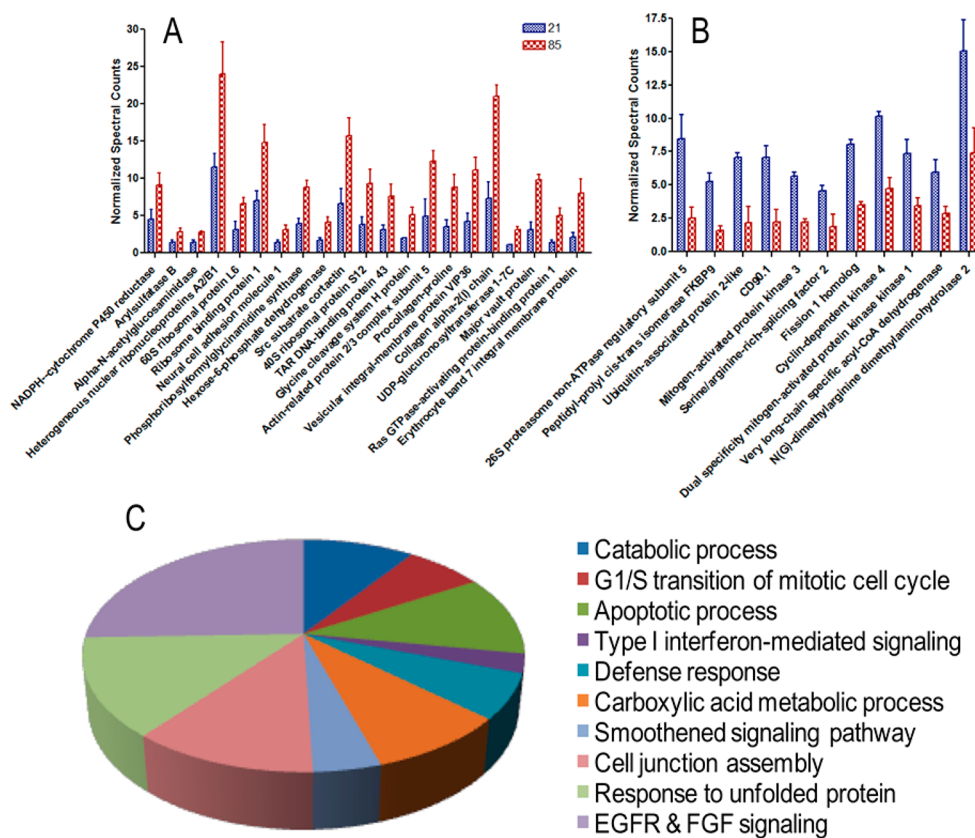 A
21
85
Normalized Spectral Counts
30
25
20
15
10
5
0
NADPH--cytochrome P450 reductase
Arylsulfatase B
Alpha-N-acetylglucosaminidase
Heterogeneous nuclear ribonucleoproteins A2/B1
60S ribosomal protein L6
Ribosome-binding protein 1
Neural cell adhesion molecule 1
Phosphoribosylformylglycinamidine synthase
Hexose-6-phosphate dehydrogenase
Src substrate cortactin
40S ribosomal protein S12
TAR DNA-binding protein 43
Glycine cleavage system H protein
Actin-related protein 2/3 complex subunit 5
Procollagen-proline
Vesicular integral-membrane protein VIP36
Collagen alpha-2(I) chain
UDP-glucuronosyltransferase 1-7C
Major vault protein
Ras GTPase-activating protein-binding protein 1
Erythrocyte band 7 integral membrane protein
B
Normalized Spectral Counts
17.5
15.0
12.5
10.0
7.5
5.0
2.5
0.0
26S proteasome non-ATPase regulatory subunit 5
Peptidyl-prolyl cis-trans isomerase FKBP9
Ubiquitin-associated protein 2-like
CD90.1
Mitogen-activated protein kinase 3
Serine/arginine-rich-splicing factor 2
Fission 1 homolog
Cyclin-dependent kinase 4
Dual specificity mitogen-activated protein kinase kinase 1
Very long-chain specific acyl-CoA dehydrogenase
N(G)-dimethylarginine dimethylaminohydrolase 2
C
Catabolic process
G1/S transition of mitotic cell cycle
Apoptotic process
Type I interferon-mediated signaling
Defense response
Carboxylic acid metabolic process
Smoothened signaling pathway
Cell junction assembly
Response to unfolded protein
EGFR & FGF signaling